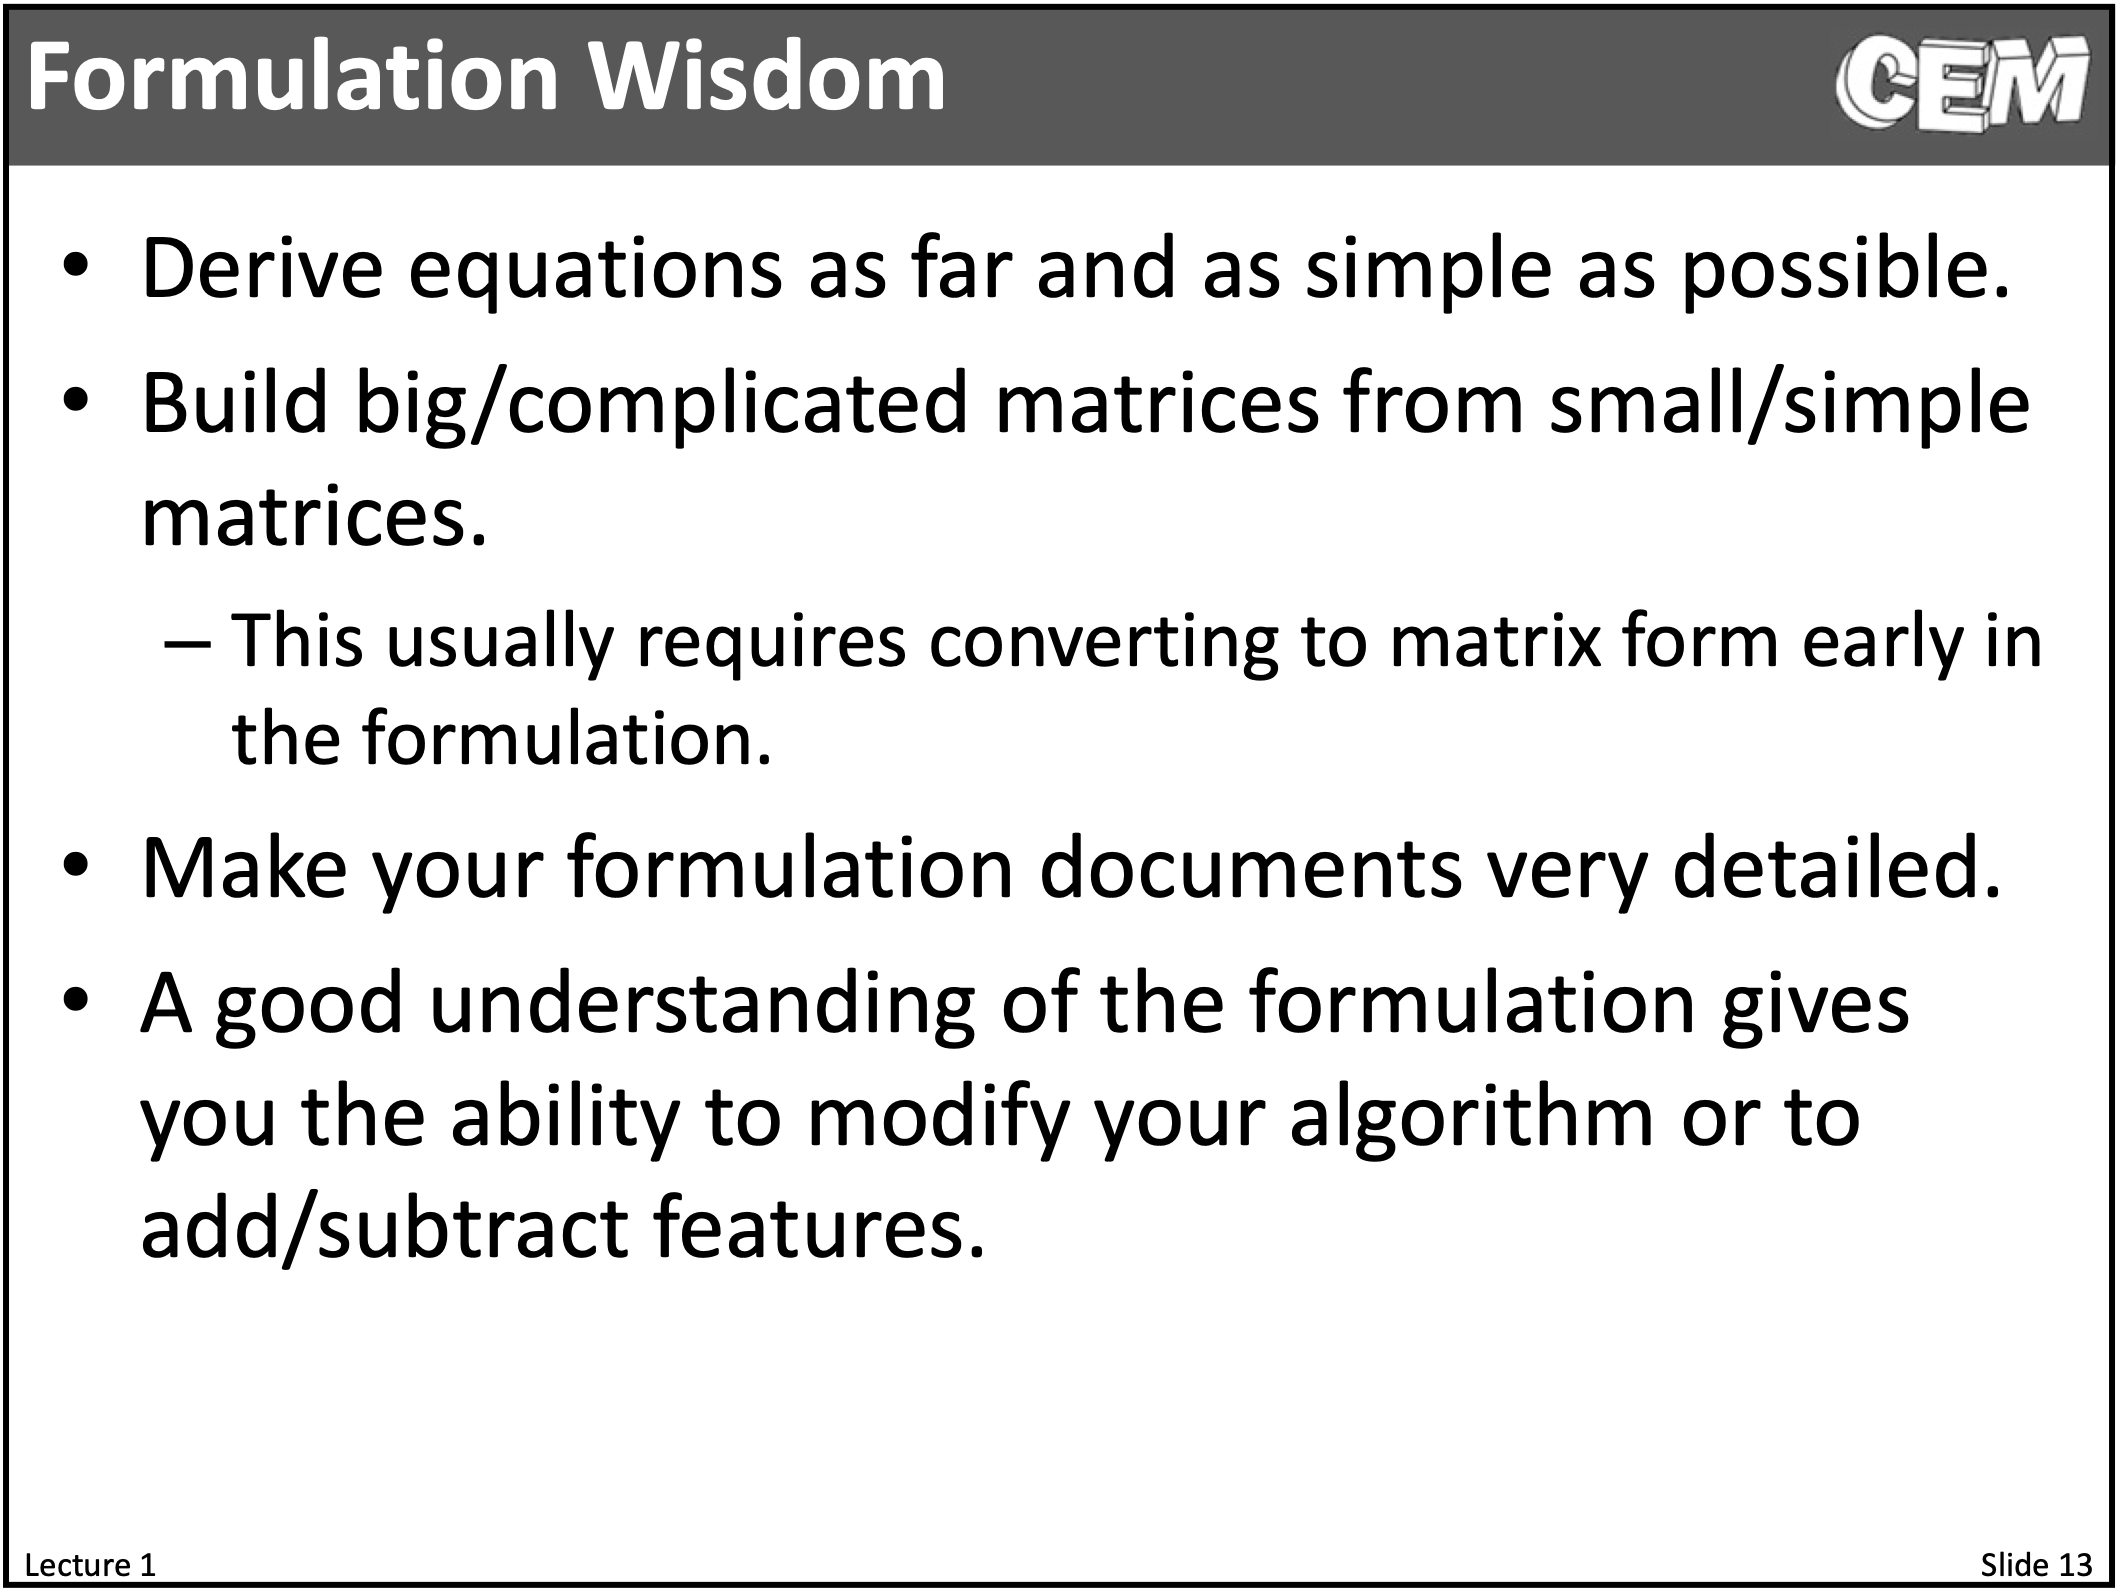 Formulation Wisdom
CEM
• Derive equations as far and as simple as possible.
• Build big/complicated matrices from small/simple
matrices.
– This usually requires converting to matrix form early in
the formulation.
• Make your formulation documents very detailed.
• A good understanding of the formulation gives
you the ability to modify your algorithm or to
add/subtract features.
Lecture 1
Slide 13